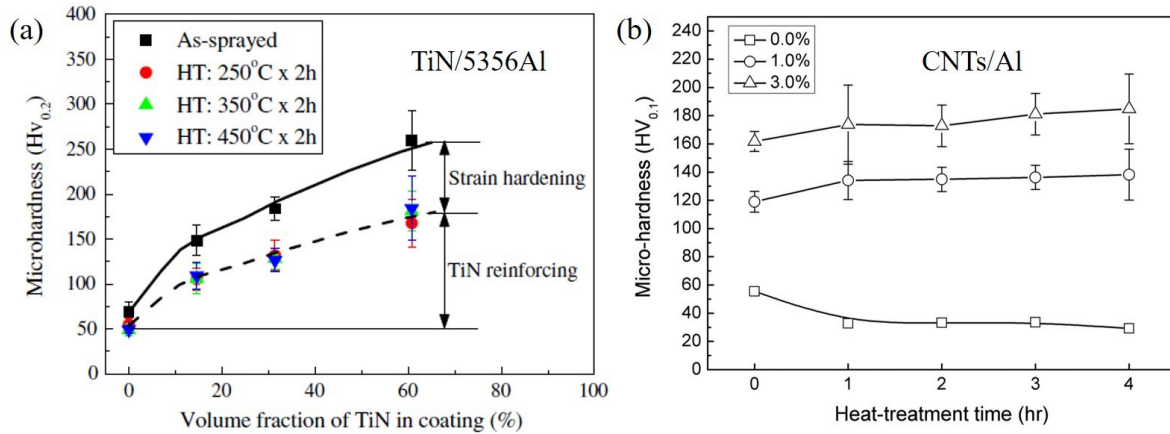 (a)
400
350
300
250
200
150
100
50
0
Microhardness (Hv0.2)
As-sprayed
HT: 250°C x 2h
HT: 350°C x 2h
HT: 450°C x 2h
TiN/5356Al
Strain hardening
TiN reinforcing
0 20 40 60 80 100
Volume fraction of TiN in coating (%)
(b)
240
220
200
180
160
140
120
100
80
60
40
20
0
Micro-hardness (HV0.1)
0.0%
1.0%
3.0%
CNTs/Al
0 1 2 3 4
Heat-treatment time (hr)